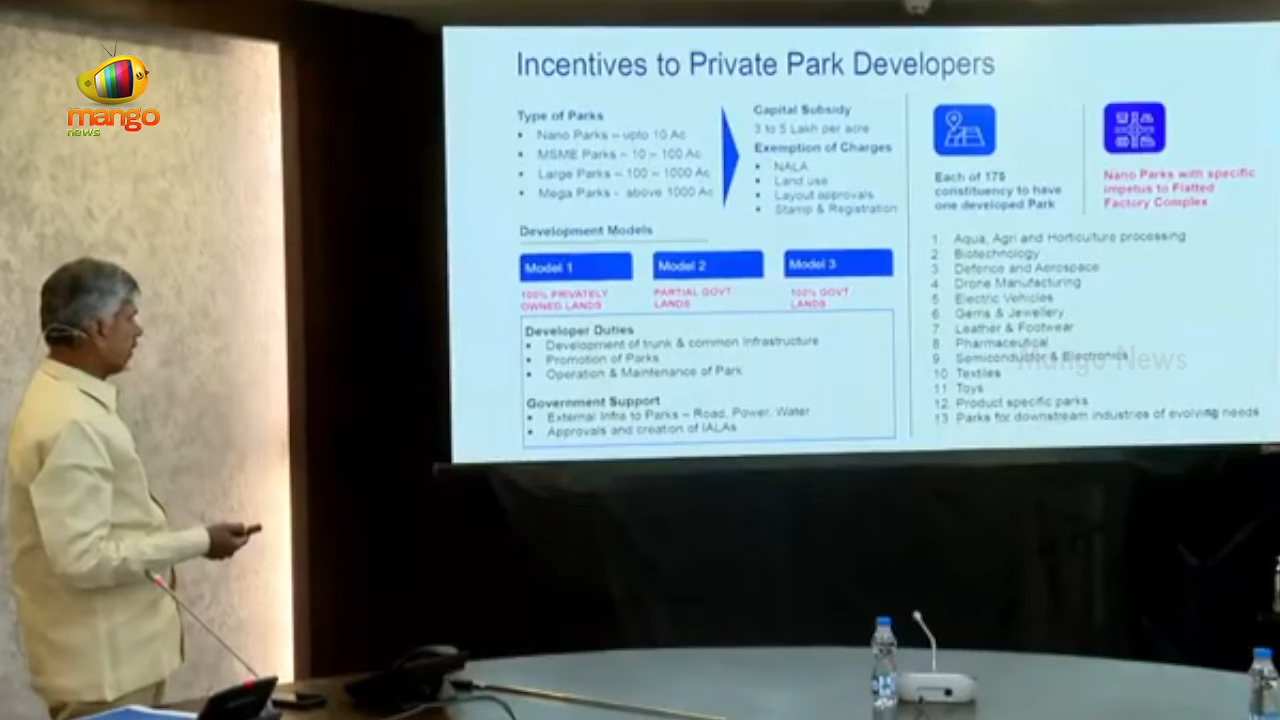 mango
news
Incentives to Private Park Developers
Type of Parks
• Nano Parks – upto 10 Ac
• MSME Parks – 10 – 100 Ac
• Large Parks – 100 – 1000 Ac
• Mega Parks - above 1000 Ac
Capital Subsidy
3 to 5 Lakh per acre
Exemption of Charges
• NALA
• Land use
• Layout approvals
• Stamp & Registration
Development Models
Model 1
100% PRIVATELY
OWNED LANDS
Model 2
PARTIAL GOVT
LANDS
Model 3
100% GOVT
LANDS
Developer Duties
• Development of trunk & common infrastructure
• Promotion of Parks
• Operation & Maintenance of Park
Government Support
• External Infra to Parks – Road, Power, Water
• Approvals and creation of IALAs
Each of 175
constituency to have
one developed Park
Nano Parks with specific
impetus to Flatted
Factory Complex
1. Aqua, Agri and Horticulture processing
2 Biotechnology
3 Defence and Aerospace
4 Drone Manufacturing
5 Electric Vehicles
6 Gems & Jewellery
7 Leather & Footwear
8 Pharmaceutical
9 Semiconductor & Electronics
10 Textiles
11 Toys
12 Product specific parks
13 Parks for downstream industries of evolving needs
Mango News